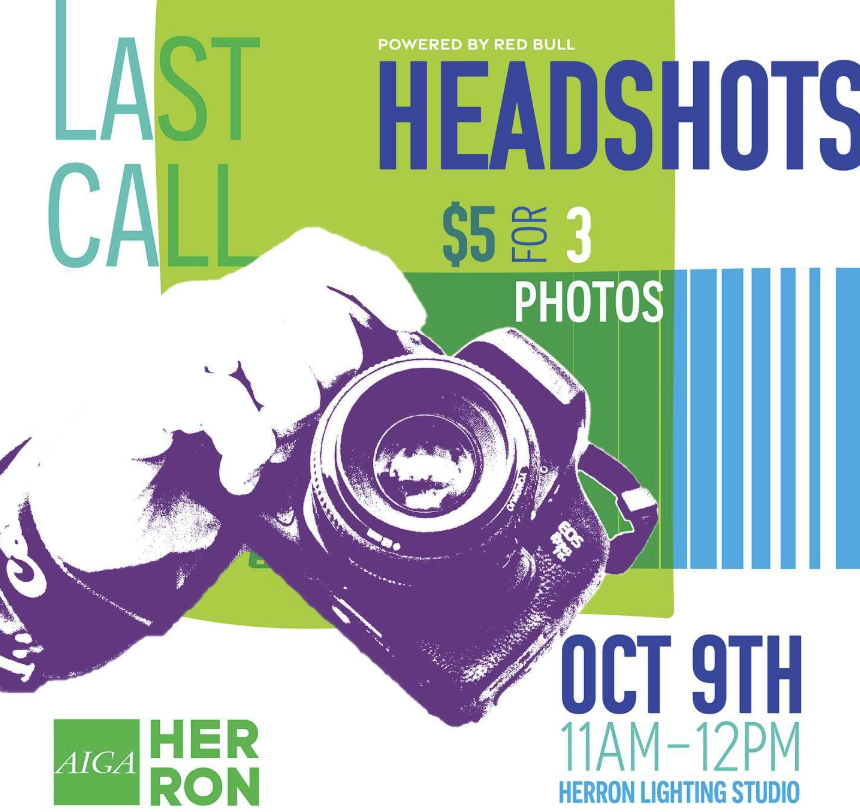 LAST
CALL
POWERED BY RED BULL
HEADSHOTS
$5 FOR 3
PHOTOS
OCT 9TH
11AM–12PM
HERRON LIGHTING STUDIO
AIGA
HER
RON